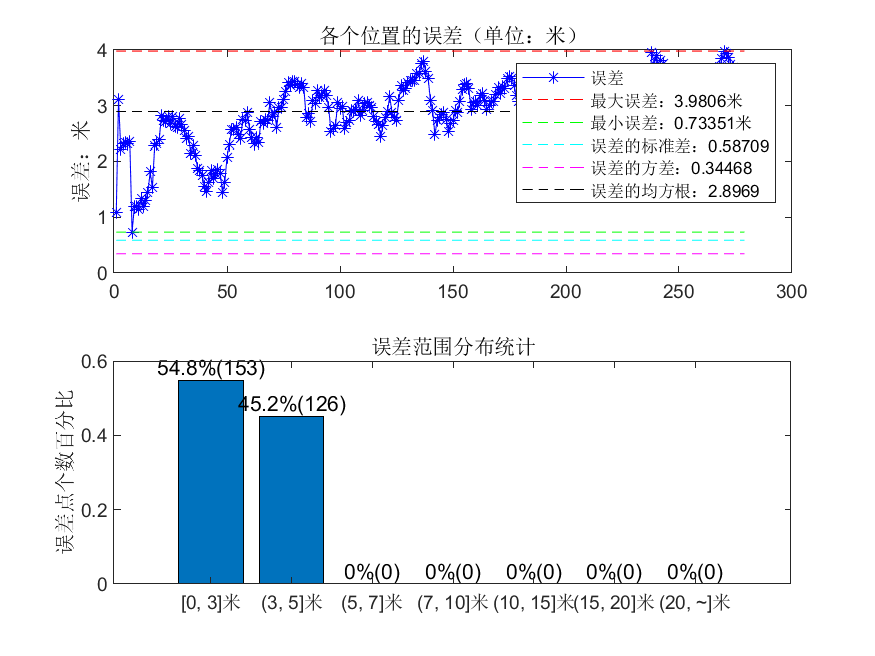 各个位置的误差（单位：米）
4
3
2
1
0
误差：米
0
50
100
150
200
250
300
误差
最大误差：3.9806米
最小误差：0.73351米
误差的标准差：0.58709
误差的方差：0.34468
误差的均方根：2.8969
误差范围分布统计
0.6
0.4
0.2
0
误差点个数百分比
54.8%(153)
45.2%(126)
0%(0)
0%(0)
0%(0)
0%(0)
0%(0)
[0, 3]米
(3, 5]米
(5, 7]米
(7, 10]米
(10, 15]米
(15, 20]米
(20, ~]米